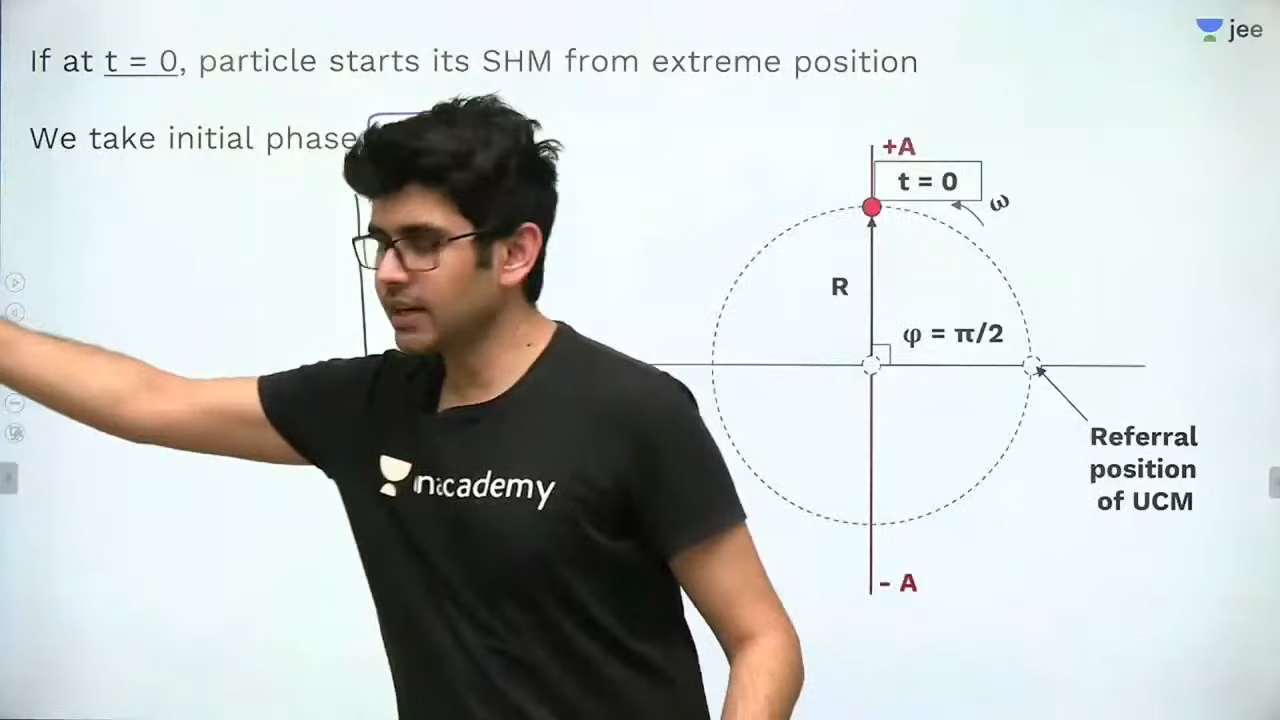 jee
If at t = 0, particle starts its SHM from extreme position
We take initial phase
+A
t = 0
ω
R
φ = π/2
Referral
position
of UCM
unacademy
- A